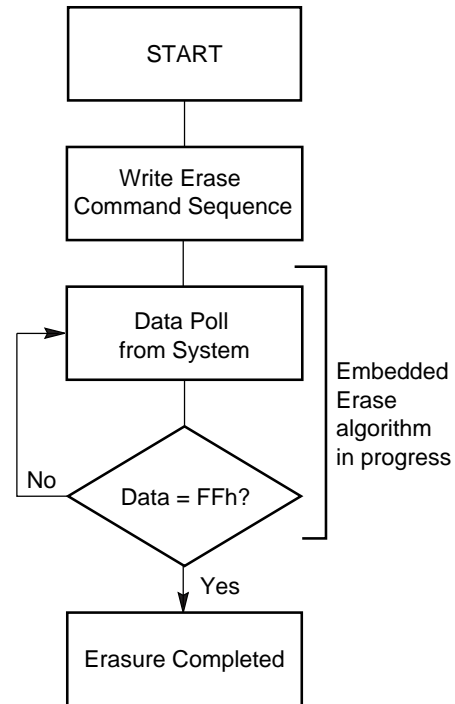 START
Write Erase
Command Sequence
Data Poll
from System
Embedded
Erase
algorithm
in progress
No
Data = FFh?
Yes
Erasure Completed